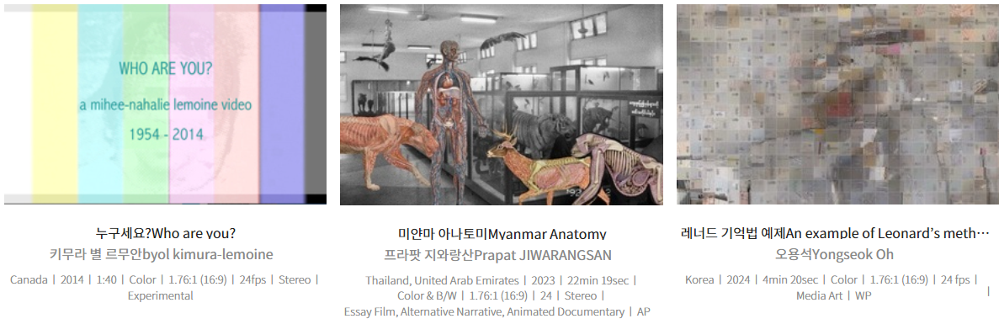 WHO ARE YOU?
a mihee-nahalie lemoine video
1954 - 2014
누구세요?Who are you?
키무라 별 르무안byol kimura-lemoine
Canada | 2014 | 1:40 | Color | 1.76:1 (16:9) | 24fps | Stereo |
Experimental
미얀마 아나토미Myanmar Anatomy
프라팟 지와랑산Prapat JIWARANGSAN
Thailand, United Arab Emirates | 2023 | 22min 19sec |
Color & B/W | 1.76:1 (16:9) | 24 | Stereo |
Essay Film, Alternative Narrative, Animated Documentary | AP
레너드 기억법 예제An example of Leonard's meth…
오용석Yongseok Oh
Korea | 2024 | 4min 20sec | Color | 1.76:1 (16:9) | 24 fps |
Media Art | WP |